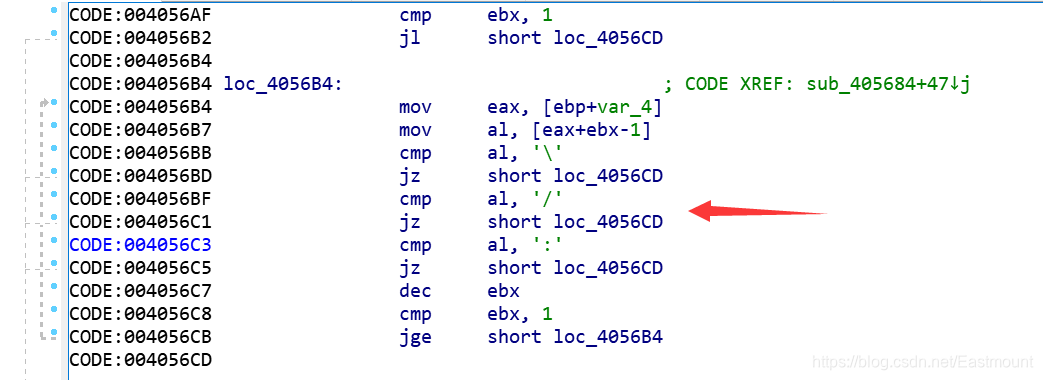 CODE:004056AF cmp ebx, 1
CODE:004056B2 jl short loc_4056CD
CODE:004056B4
CODE:004056B4 loc_4056B4: ; CODE XREF: sub_405684+47↓j
CODE:004056B4 mov eax, [ebp+var_4]
CODE:004056B7 mov al, [eax+ebx-1]
CODE:004056BB cmp al, '\'
CODE:004056BD jz short loc_4056CD
CODE:004056BF cmp al, '/'
CODE:004056C1 jz short loc_4056CD
CODE:004056C3 cmp al, ':'
CODE:004056C5 jz short loc_4056CD
CODE:004056C7 dec ebx
CODE:004056C8 cmp ebx, 1
CODE:004056CB jge short loc_4056B4
CODE:004056CD
https://blog.csdn.net/Eastmount